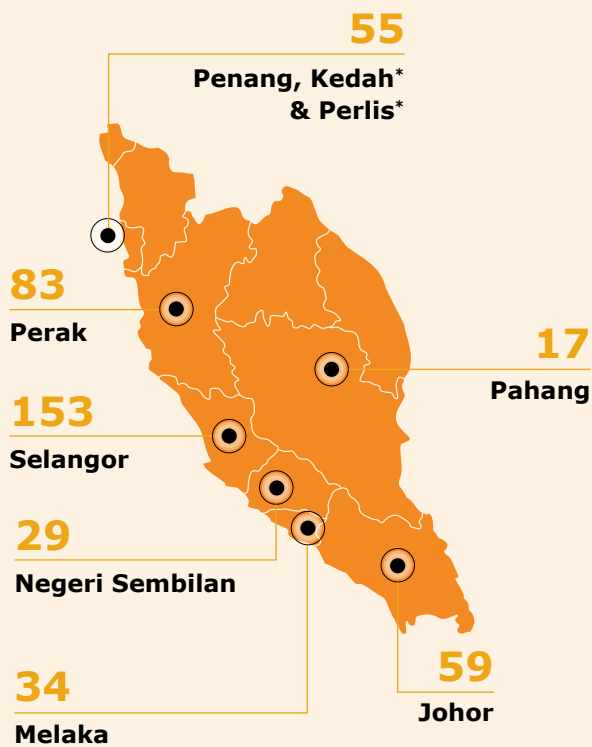 55
Penang, Kedah*
& Perlis*
83
Perak
17
Pahang
153
Selangor
29
Negeri Sembilan
59
Johor
34
Melaka